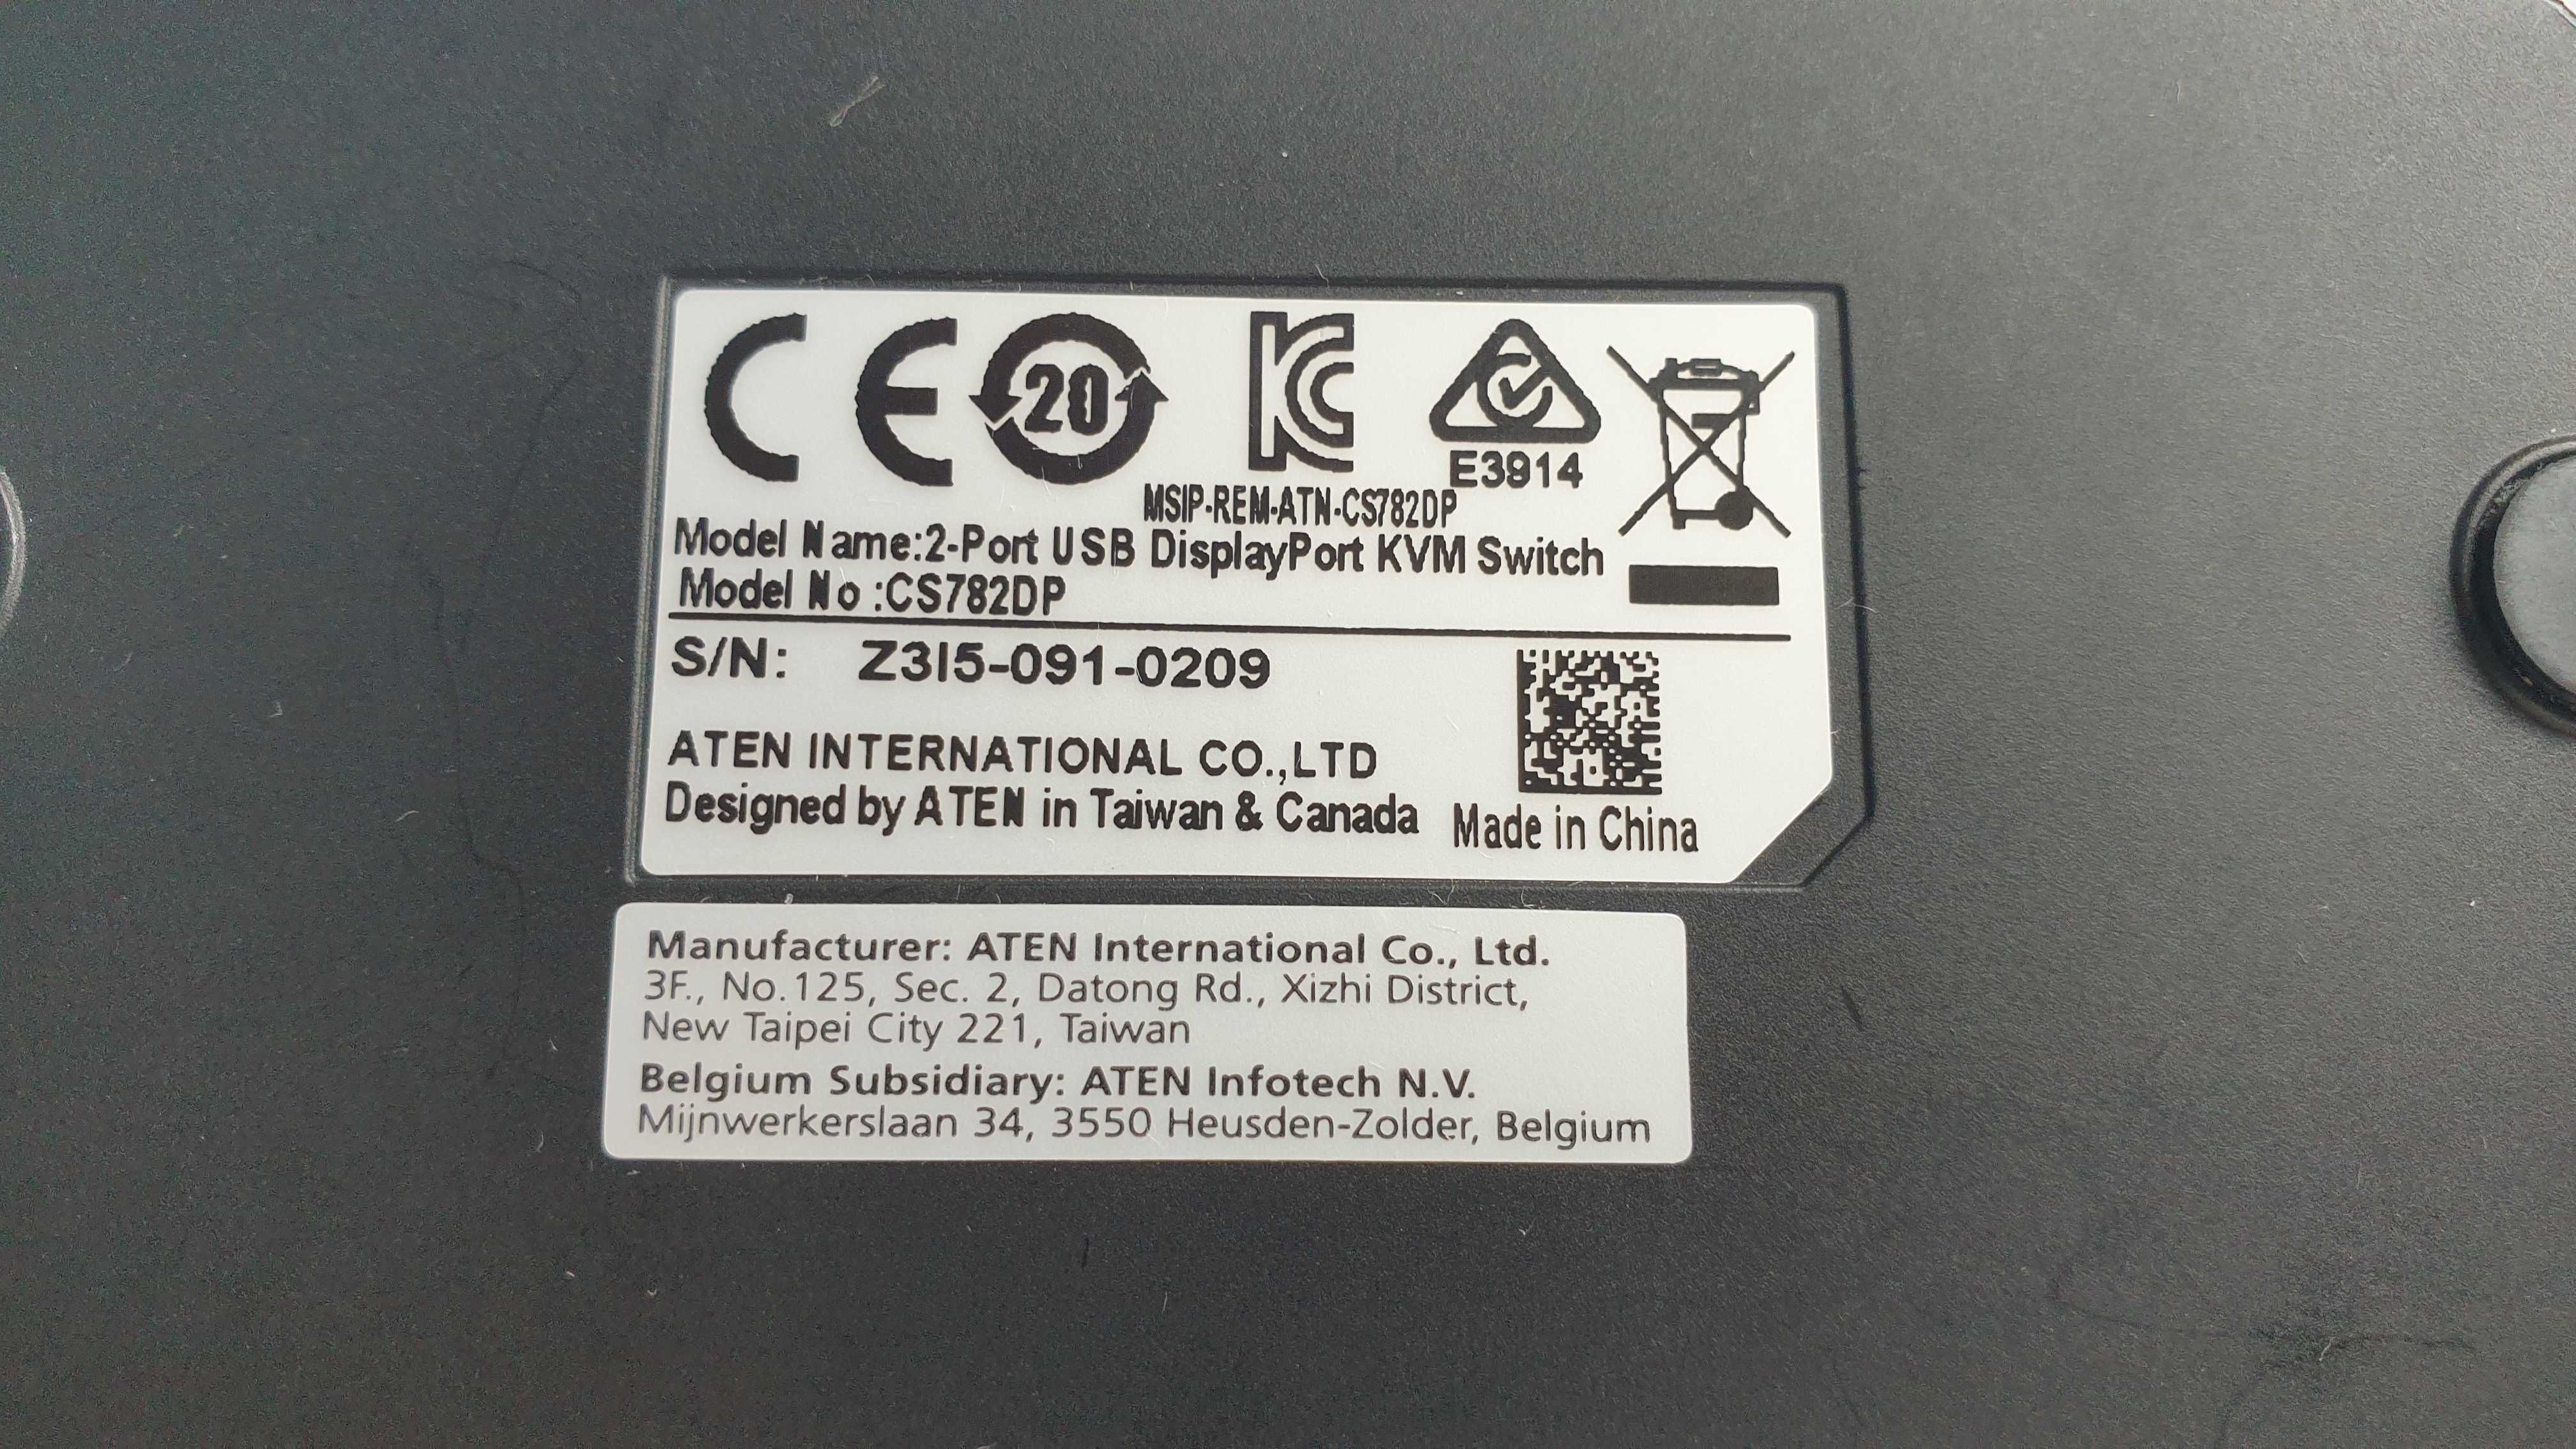 CE 20 KC
E3914
MSIP-REM-ATN-CS782DP
Model Name:2-Port USB DisplayPort KVM Switch
Model No :CS782DP
S/N: Z3I5-091-0209
ATEN INTERNATIONAL CO.,LTD
Designed by ATEN in Taiwan & Canada Made in China
Manufacturer: ATEN International Co., Ltd.
3F., No.125, Sec. 2, Datong Rd., Xizhi District,
New Taipei City 221, Taiwan
Belgium Subsidiary: ATEN Infotech N.V.
Mijnwerkerslaan 34, 3550 Heusden-Zolder, Belgium